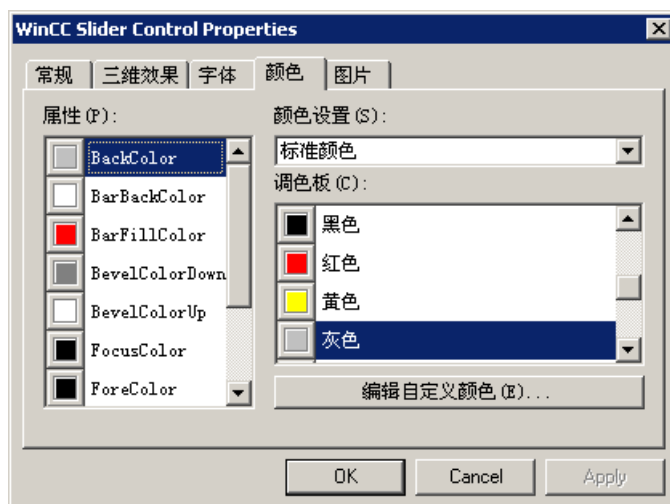 WinCC Slider Control Properties
常规 三维效果 字体 颜色 图片
属性(P):
BackColor
BarBackColor
BarFillColor
BevelColorDown
BevelColorUp
FocusColor
ForeColor
颜色设置(S):
标准颜色
调色板(C):
黑色
红色
黄色
灰色
编辑自定义颜色(E)...
OK Cancel Apply